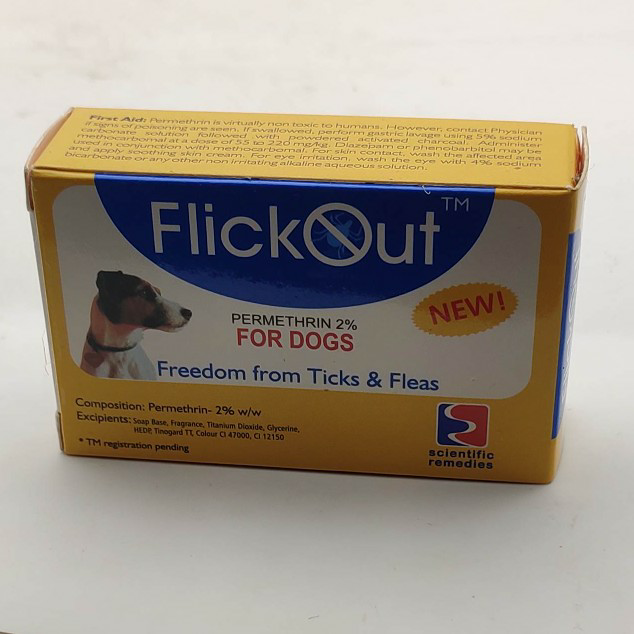 First Aid: Permethrin is virtually non toxic to humans. However, contact Physician
if signs of poisoning are seen. If swallowed, perform gastric lavage using 5% sodium
carbonate solution followed with powdered activated charcoal. Administer
methocarbomal at a dose of 55 to 220 mg/kg. Diazepam or phenobarbitol may be
used in conjunction with methocarbomal. For skin contact, wash the affected area
and apply soothing skin cream. For eye irritation, wash the eye with 4% sodium
bicarbonate or any other non irritating alkaline aqueous solution.
FlickOut TM
NEW!
PERMETHRIN 2%
FOR DOGS
Freedom from Ticks & Fleas
Composition: Permethrin- 2% w/w
Excipients: Soap Base, Fragrance, Titanium Dioxide, Glycerine,
HEDP, Tinogard TT, Colour CI 47000, CI 12150
* TM registration pending
scientific
remedies